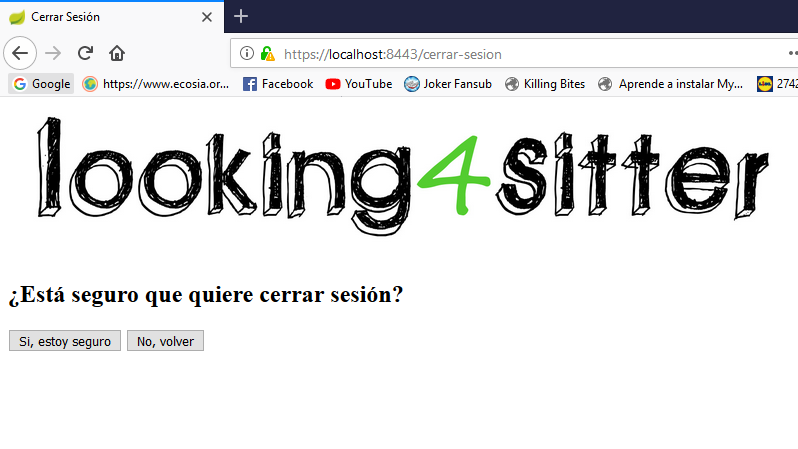 Cerrar Sesión
https://localhost:8443/cerrar-sesion
Google https://www.ecosia.or... Facebook YouTube Joker Fansub Killing Bites Aprende a instalar My... 2742
looking4sitter
¿Está seguro que quiere cerrar sesión?
Si, estoy seguro No, volver